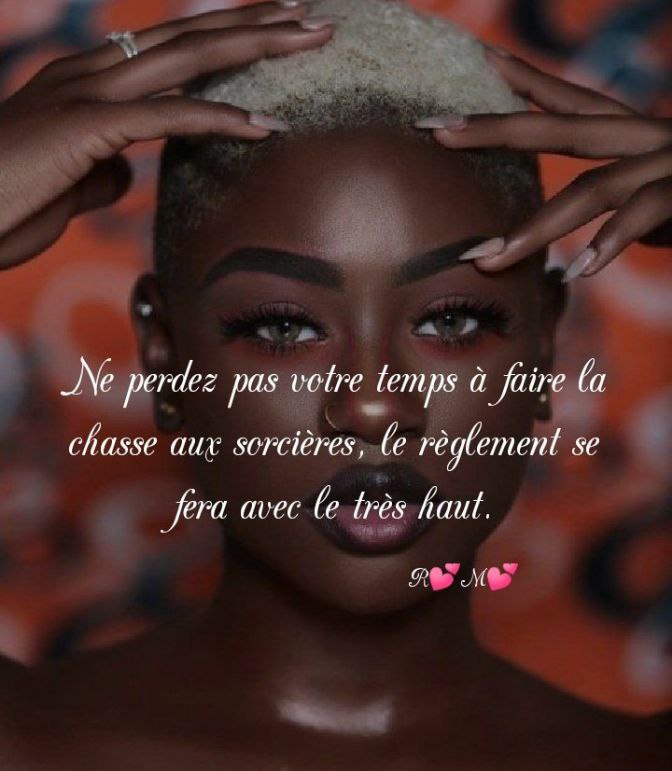 Ne perdez pas votre temps à faire la
chasse aux sorcières, le règlement se
fera avec le très haut.
R💕M💕